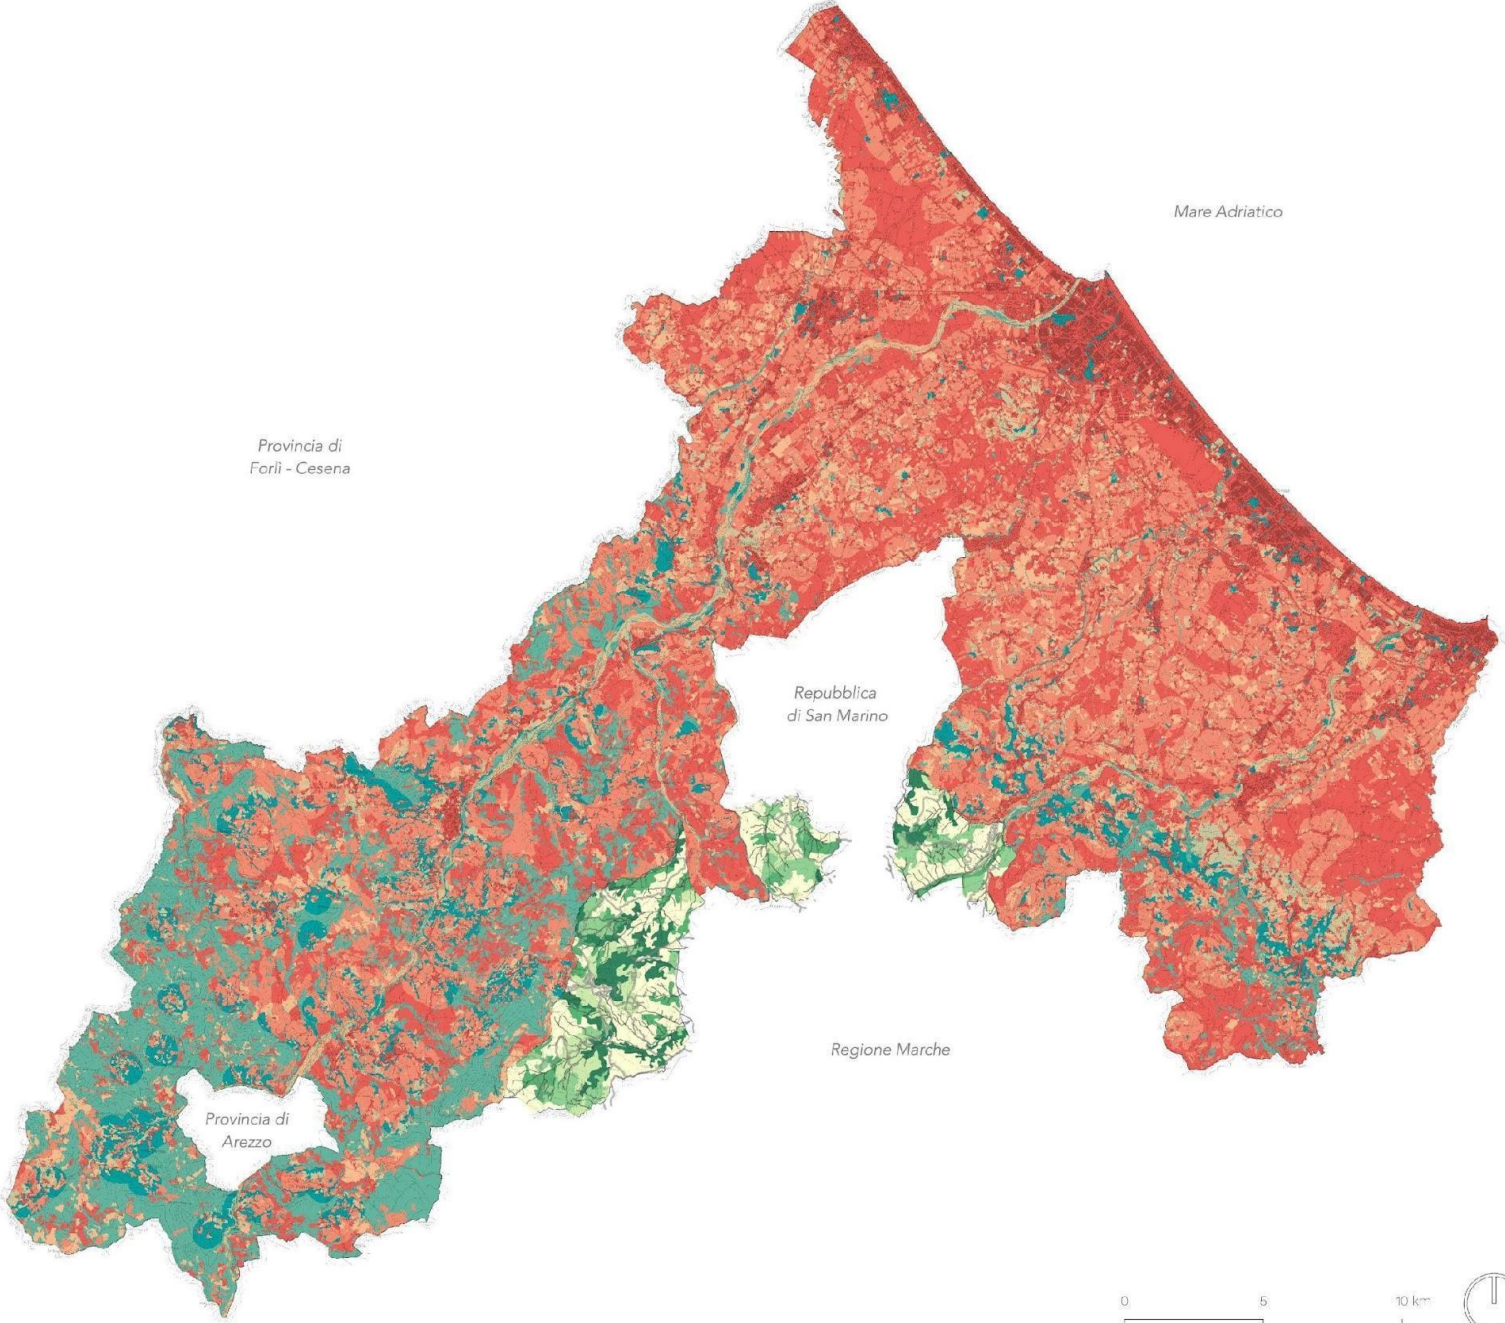 Mare Adriatico
Provincia di
Forlì - Cesena
Repubblica
di San Marino
Regione Marche
Provincia di
Arezzo
0 5 10 km